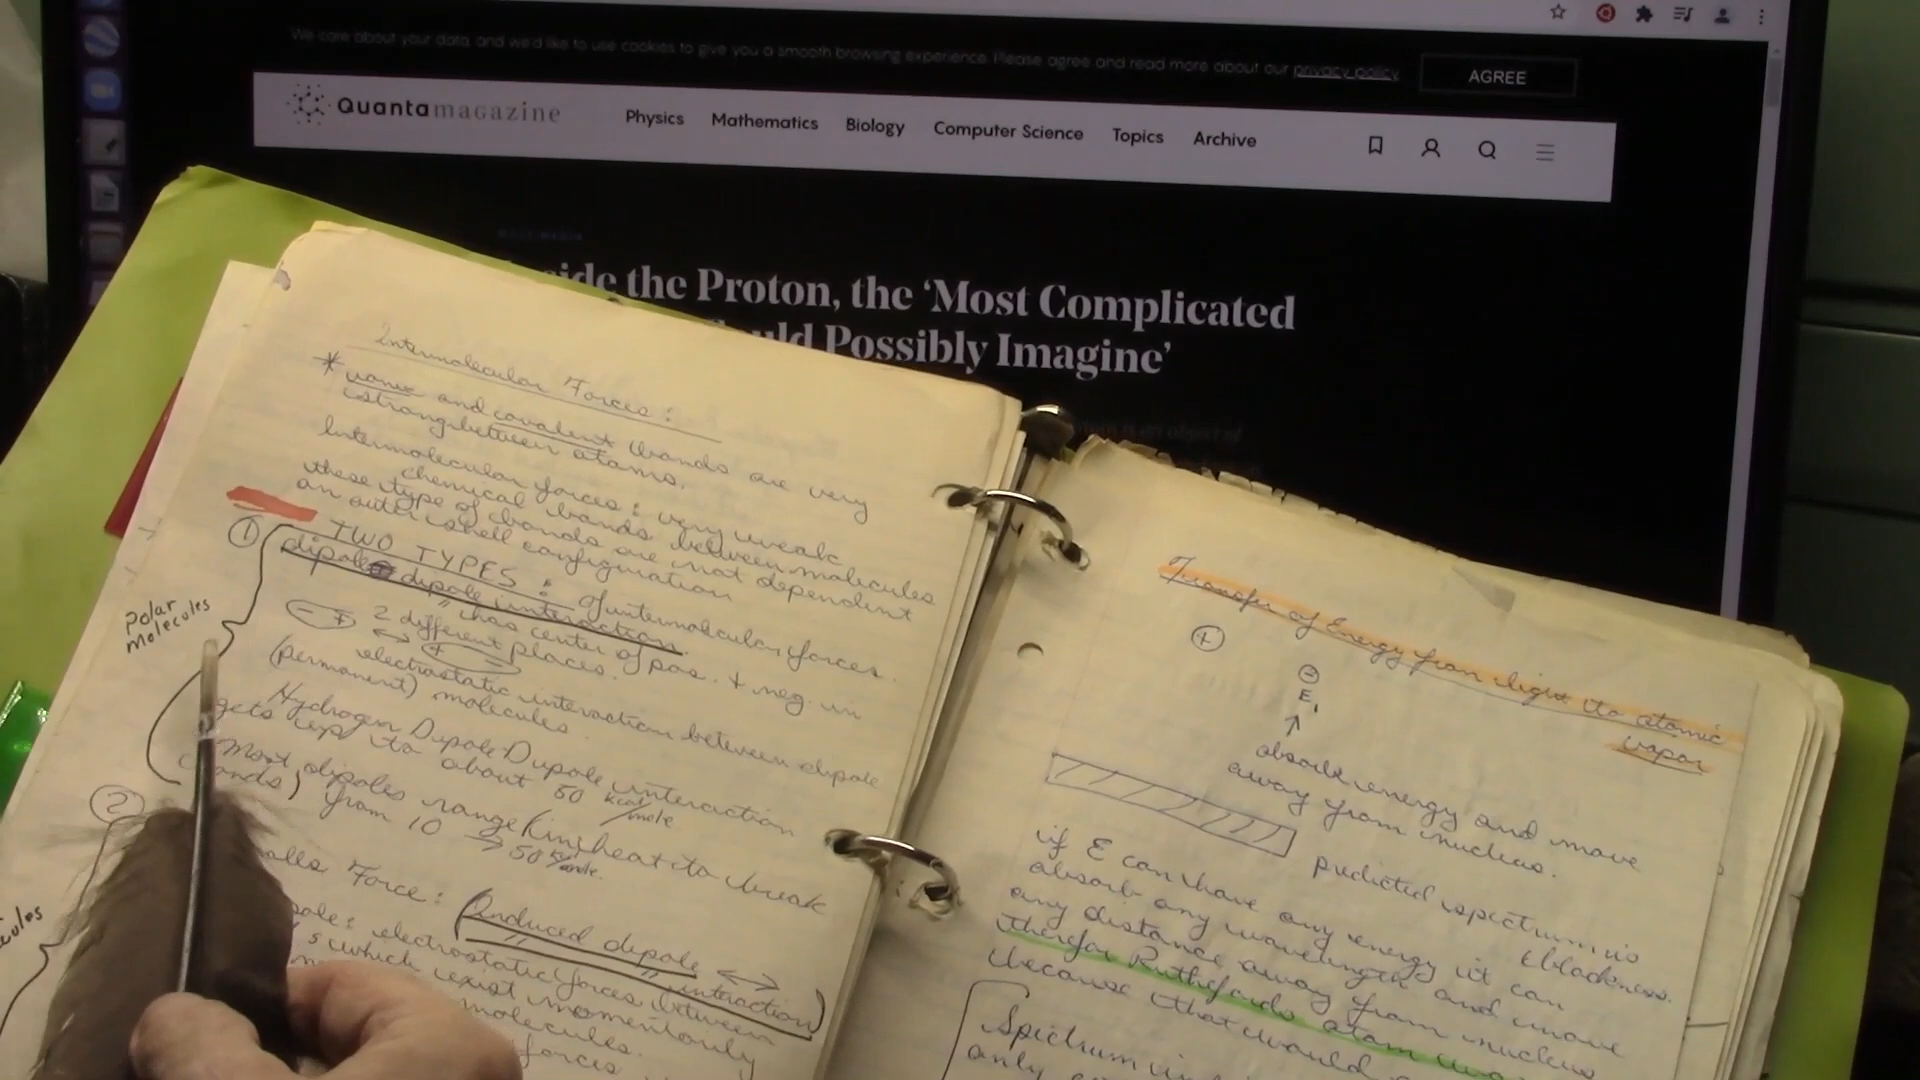 We care about your data, and we'd like to use cookies to give you a smooth browsing experience. Please agree and read more about our privacy policy.
AGREE
Quantamagazine
Physics Mathematics Biology Computer Science Topics Archive
the Proton, the ‘Most Complicated
Possibly Imagine’
Intermolecular Forces:
* and covalent bonds are very
strong between atoms.
Intermolecular forces: very weak
chemical bonds between molecules
these type of bonds are not dependent
an outer shell configuration
① TWO TYPES: of intermolecular forces.
dipole dipole interaction.
polar
molecules
has center of pos. + neg. in
- + 2 different places.
+ -
electrostatic interaction between dipole
(permanent) molecules.
Hydrogen Dupole-Dupole interaction
gets up to about 50 kcal/mole
Most dipoles range (in heat to break
bonds) from 10 → 50
②
Force: (Induced dipole ↔
interaction)
electrostatic forces between
which exist momentarily
molecules.
forces
Transfer of Energy from light to atomic
vapor
+
-
E,
↑
absorb energy and move
away from nucleus.
predicted spectrum is
blackness.
if E can have any energy it can
absorb any wavelength and move
any distance away from nucleus
therefor Rutherfords atom
because that would
Spectrum
only